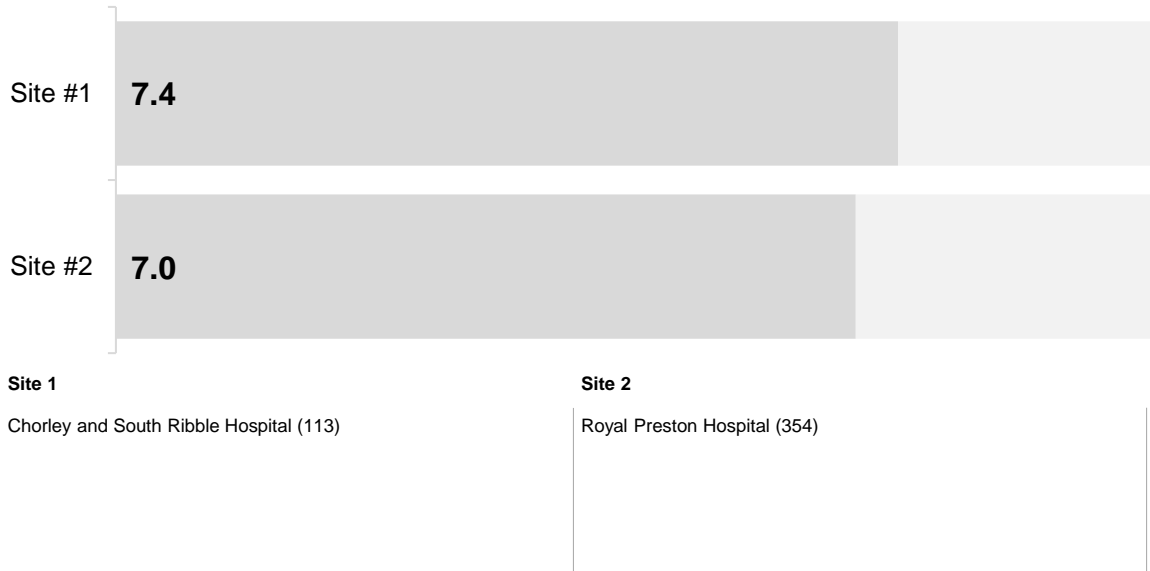 Site #1 7.4
Site #2 7.0
Site 1 Site 2
Chorley and South Ribble Hospital (113) Royal Preston Hospital (354)